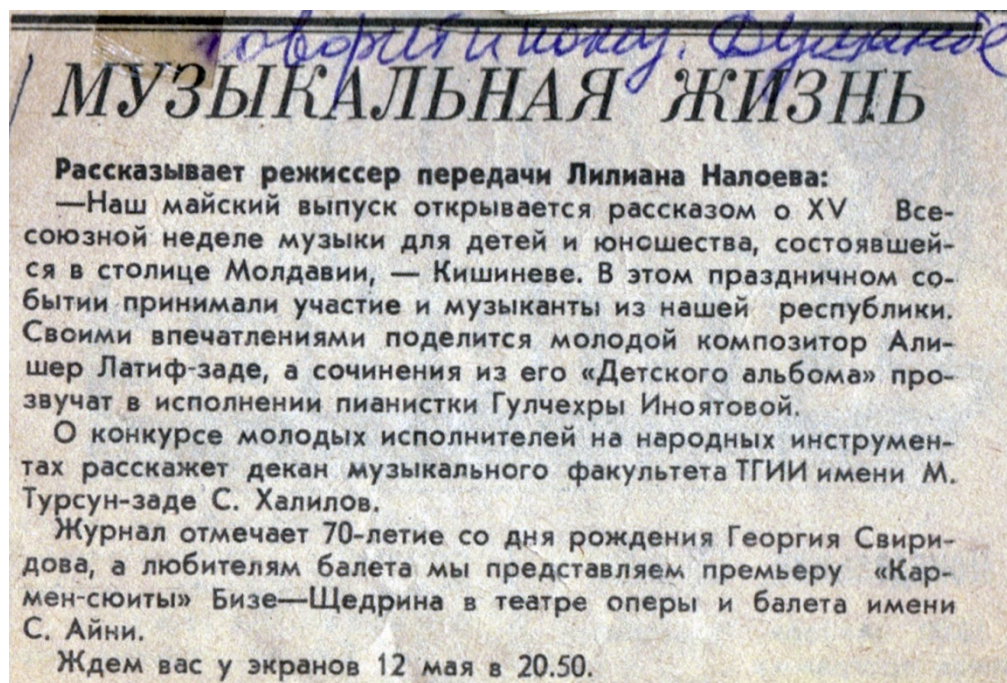 Говорит и показ. Душанбе
МУЗЫКАЛЬНАЯ ЖИЗНЬ
Рассказывает режиссер передачи Лилиана Налоева:
—Наш майский выпуск открывается рассказом о XV Все-
союзной неделе музыки для детей и юношества, состоявшей-
ся в столице Молдавии, — Кишиневе. В этом праздничном со-
бытии принимали участие и музыканты из нашей республики.
Своими впечатлениями поделится молодой композитор Али-
шер Латиф-заде, а сочинения из его «Детского альбома» про-
звучат в исполнении пианистки Гулчехры Иноятовой.
О конкурсе молодых исполнителей на народных инструмен-
тах расскажет декан музыкального факультета ТГИИ имени М.
Турсун-заде С. Халилов.
Журнал отмечает 70-летие со дня рождения Георгия Свири-
дова, а любителям балета мы представляем премьеру «Кар-
мен-сюиты» Бизе—Щедрина в театре оперы и балета имени
С. Айни.
Ждем вас у экранов 12 мая в 20.50.